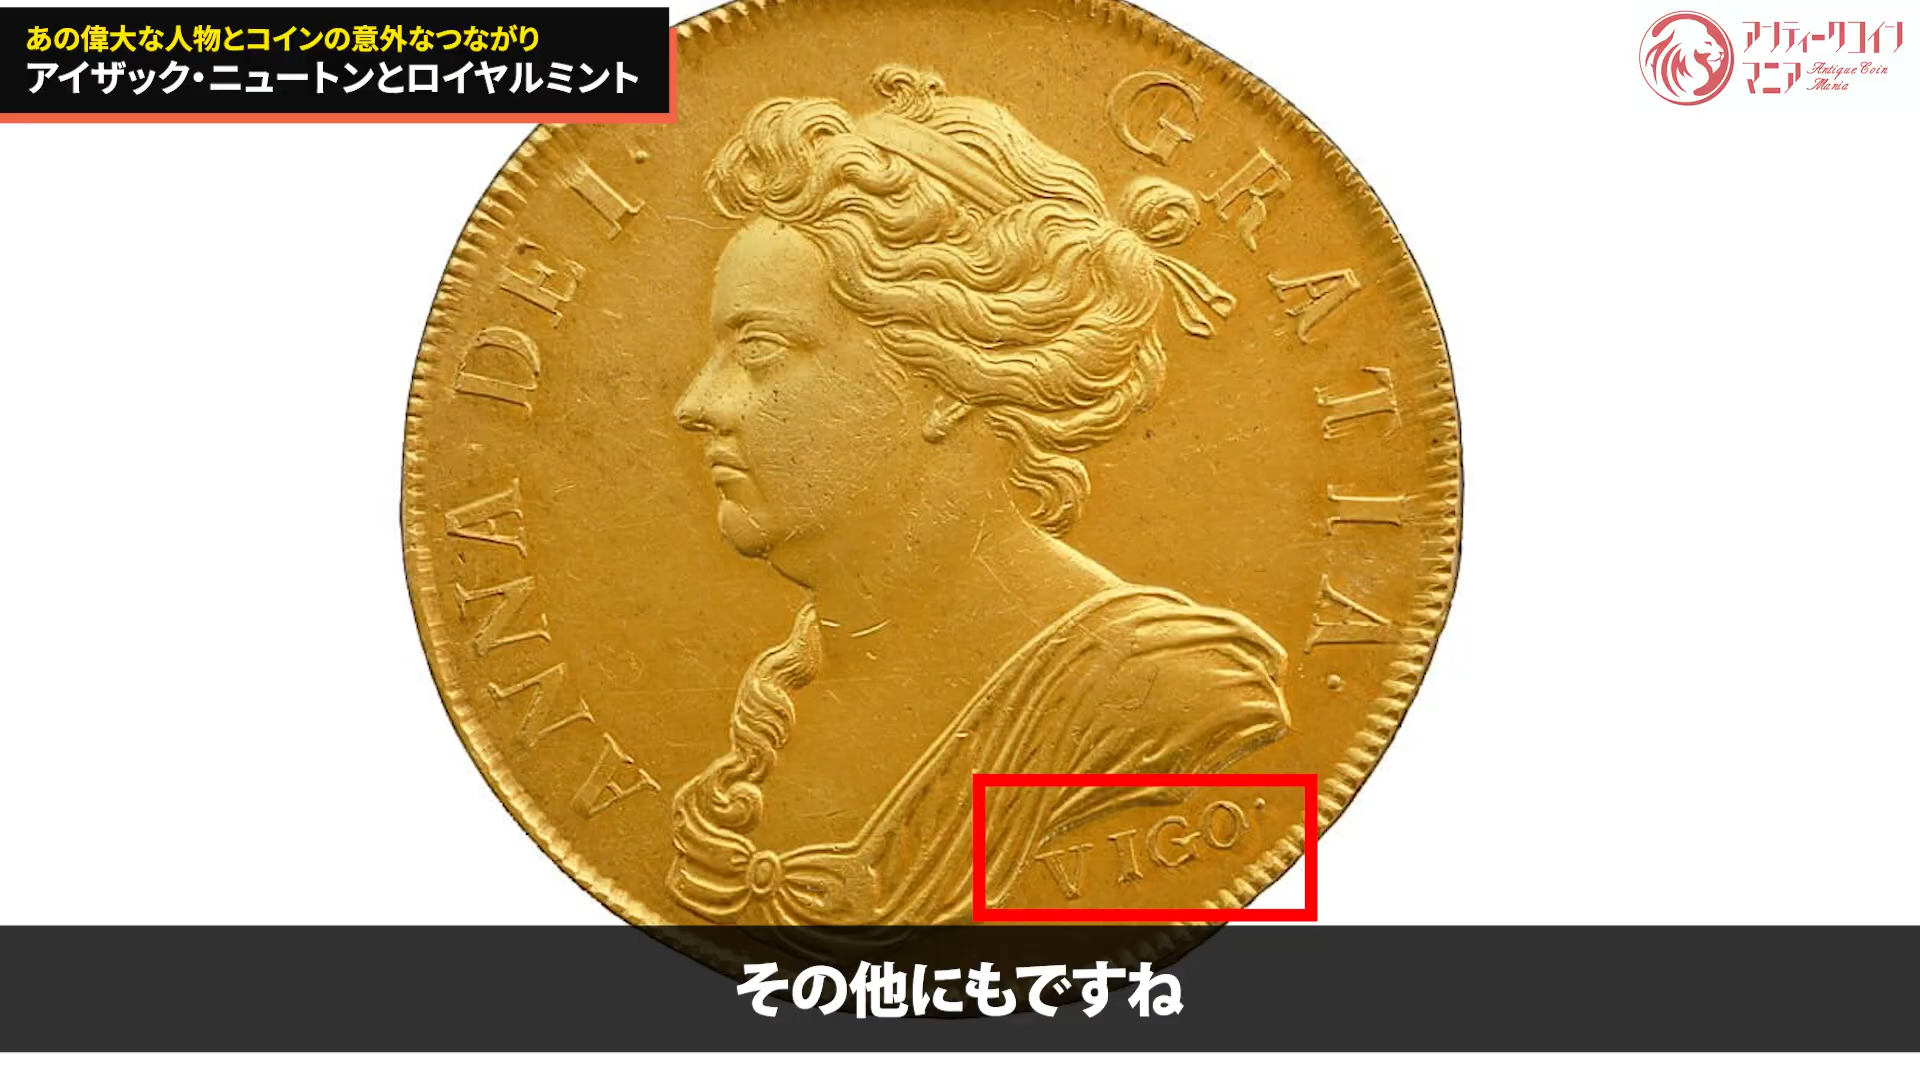 あの偉大な人物とコインの意外なつながり
アイザック・ニュートンとロイヤルミント
アンティークコイン
マニア Antique Coin
Mania
ANNA DEI · GRATIA ·
VIGO ·
その他にもですね